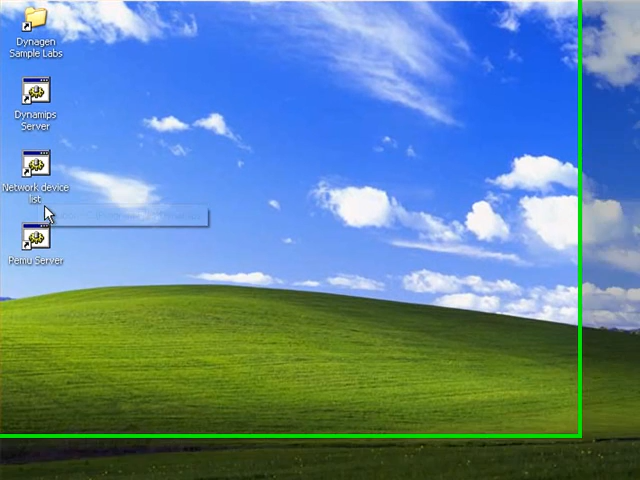 Dynagen
Sample Labs
Dynamips
Server
Network device
list
Pemu Server